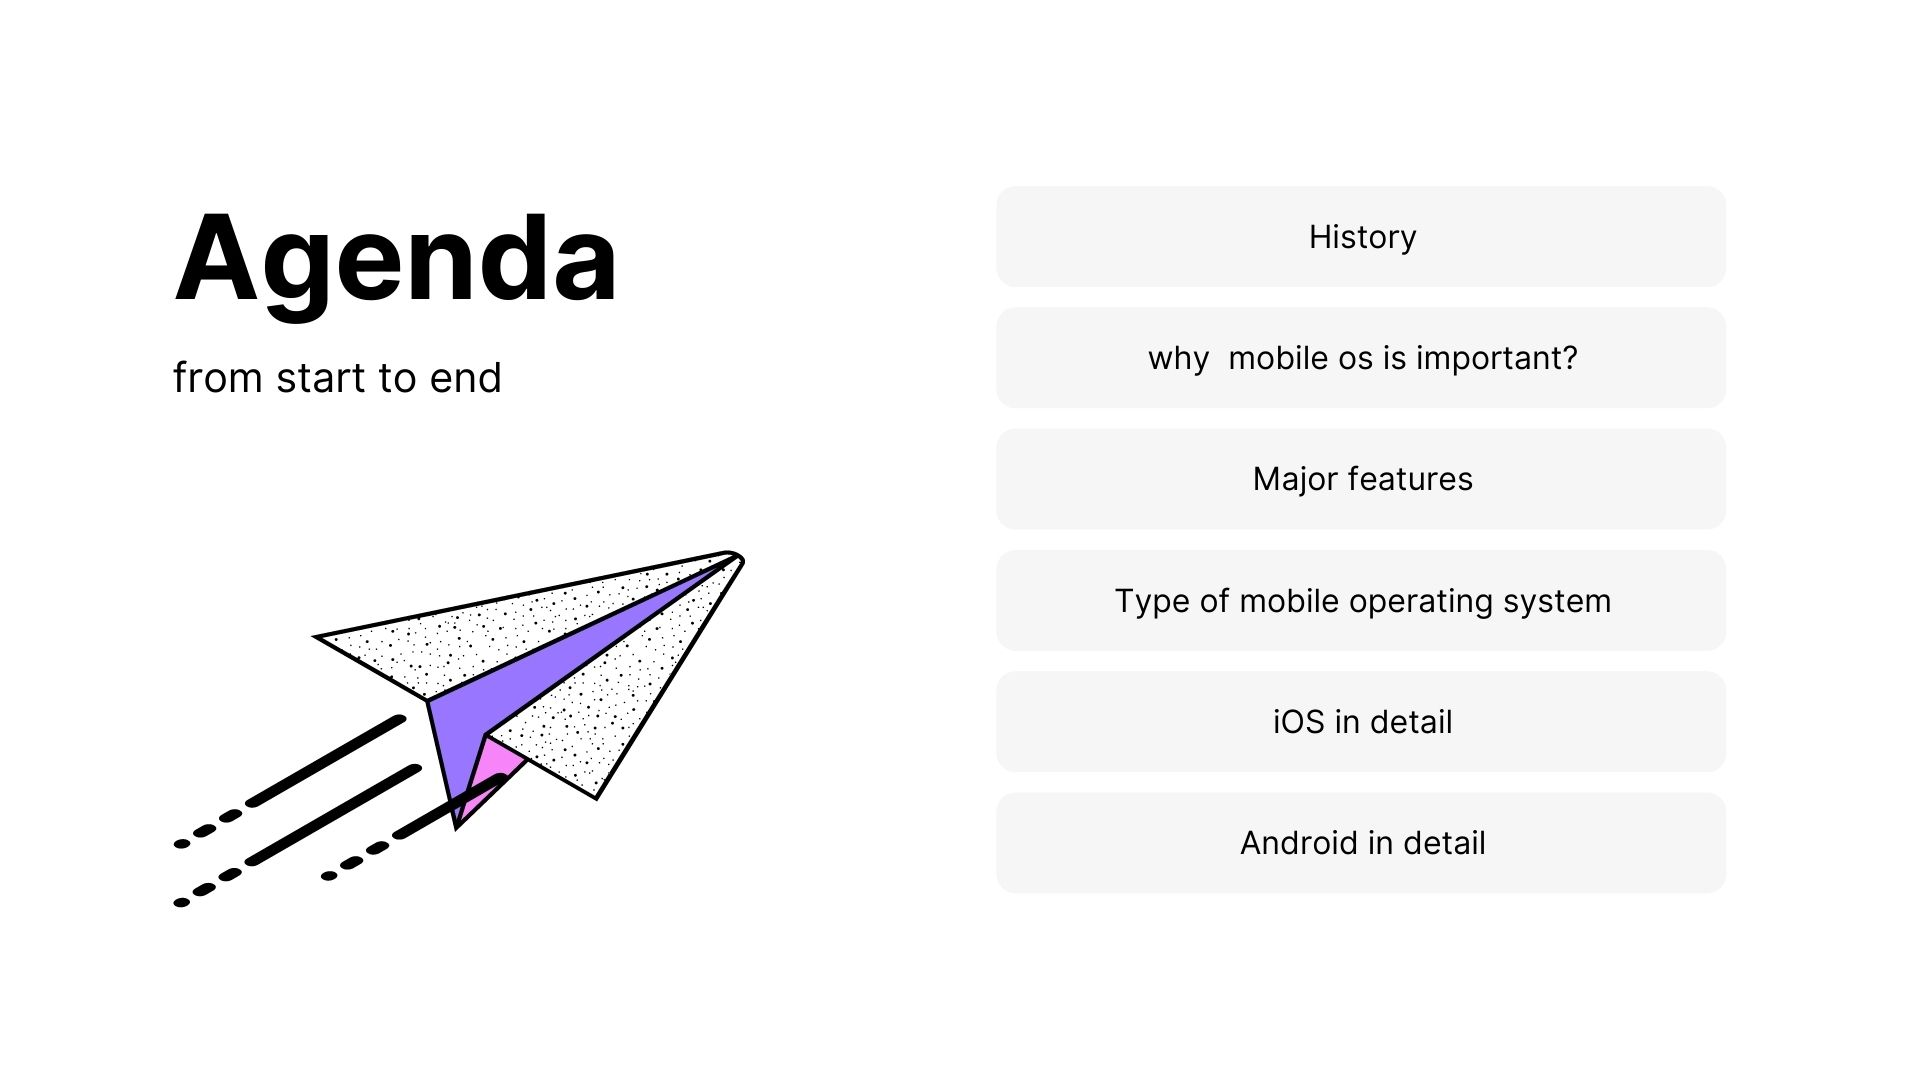 Agenda
from start to end
History
why  mobile os is important?
Major features
Type of mobile operating system
iOS in detail
Android in detail